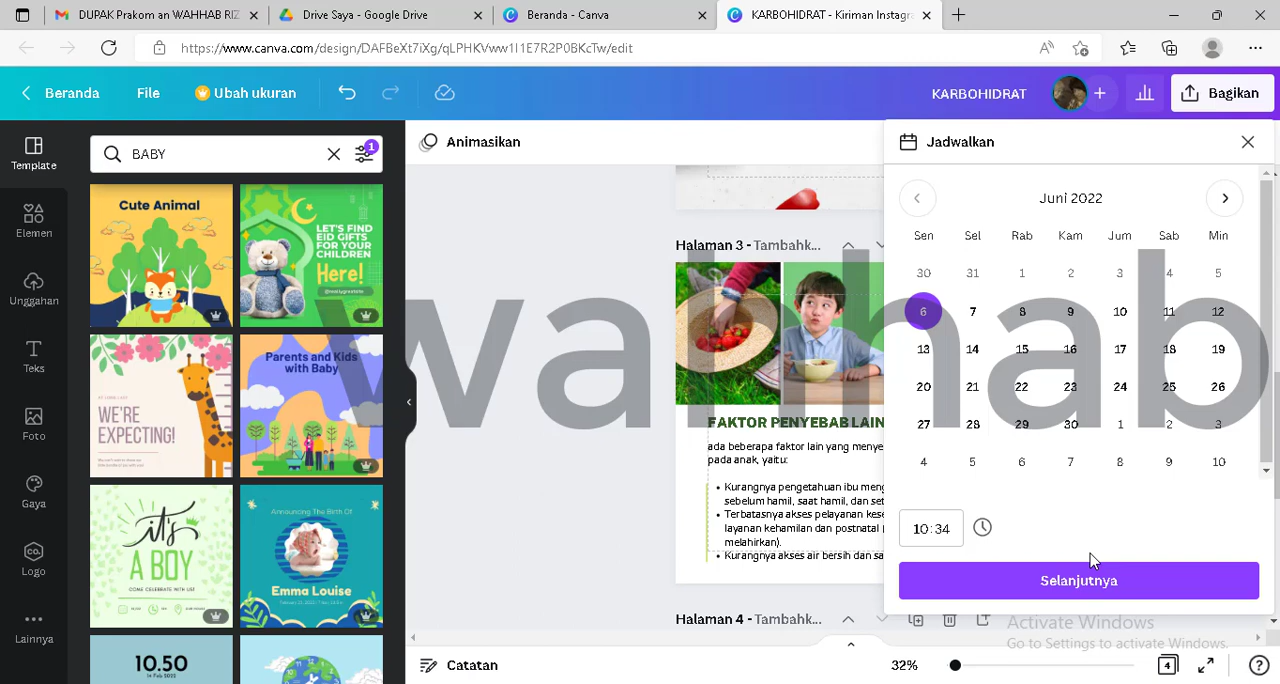 DUPAK Prakom an WAHHAB RIZ
Drive Saya - Google Drive
Beranda - Canva
KARBOHIDRAT - Kiriman Instagra
https://www.canva.com/design/DAFBeXt7iXg/qLPHKVww1I1E7R2P0BKcTw/edit
Beranda
File
Ubah ukuran
KARBOHIDRAT
Bagikan
Template
Elemen
Unggahan
Teks
Foto
Gaya
Logo
Lainnya
BABY
1
Cute Animal
LET'S FIND
EID GIFTS
FOR YOUR
CHILDREN
Here!
@reallygreatsite
WE'RE
EXPECTING!
Parents and Kids
with Baby
it's
A BOY
COME CELEBRATE WITH US!
Announcing The Birth Of
Emma Louise
10.50
Animasikan
Halaman 3 - Tambahk...
FAKTOR PENYEBAB LAIN
ada beberapa faktor lain yang menye
pada anak, yaitu:
• Kurangnya pengetahuan ibu meng
sebelum hamil, saat hamil, dan set
• Terbatasnya akses pelayanan kese
layanan kehamilan dan postnatal (
melahirkan).
• Kurangnya akses air bersih dan sa
Halaman 4 - Tambahk...
Jadwalkan
Juni 2022
Sen Sel Rab Kam Jum Sab Min
30 31 1 2 3 4 5
6 7 8 9 10 11 12
13 14 15 16 17 18 19
20 21 22 23 24 25 26
27 28 29 30 1 2 3
4 5 6 7 8 9 10
10:34
Selanjutnya
wahhab
Activate Windows
Go to Settings to activate Windows.
Catatan
32%
4